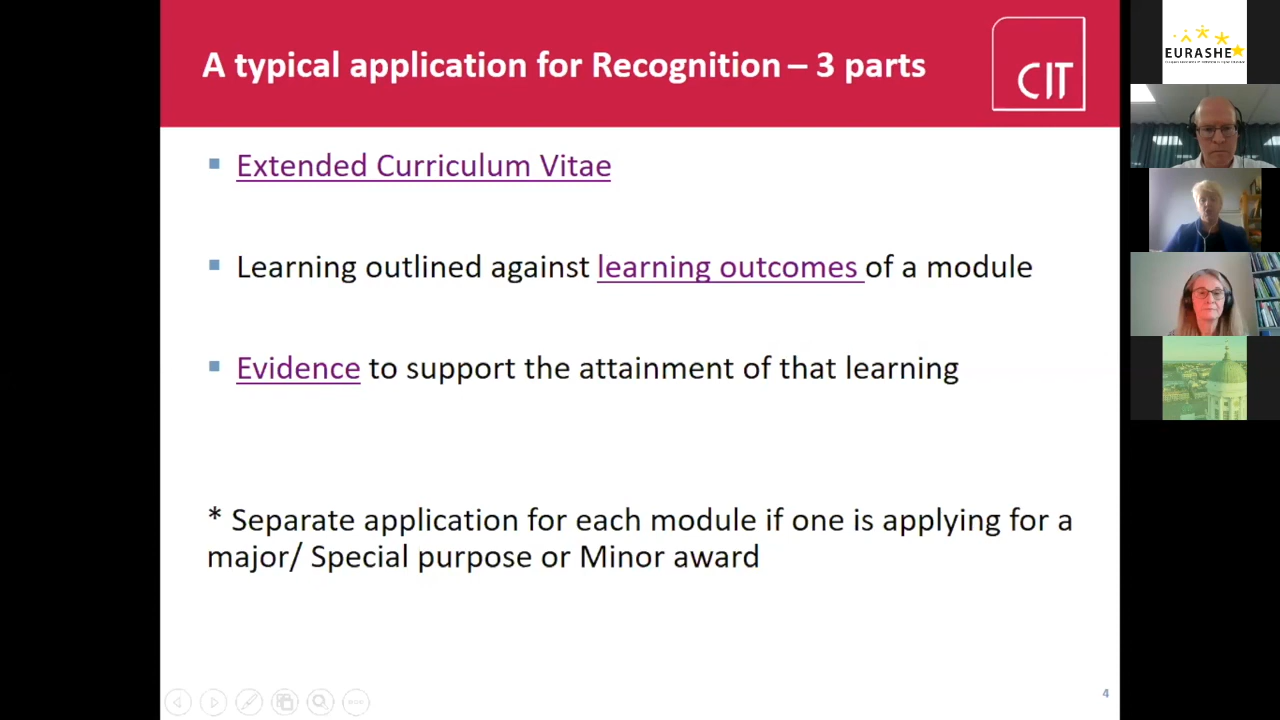 A typical application for Recognition – 3 parts
CIT
Extended Curriculum Vitae
Learning outlined against learning outcomes of a module
Evidence to support the attainment of that learning
* Separate application for each module if one is applying for a
major/ Special purpose or Minor award
4
EURASHE